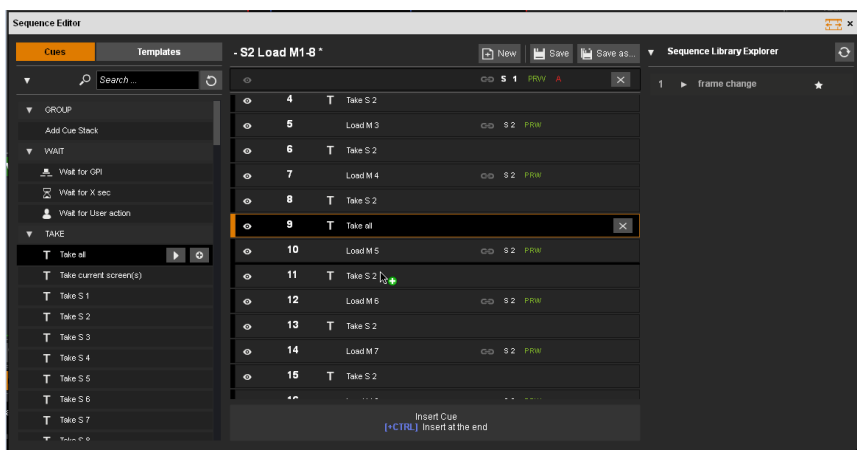 Sequence Editor
Cues Templates
Search ...
GROUP
Add Cue Stack
WAIT
Wait for GPI
Wait for X sec
Wait for User action
TAKE
T Take all
T Take current screen(s)
T Take S 1
T Take S 2
T Take S 3
T Take S 4
T Take S 5
T Take S 6
T Take S 7
- S2 Load M1-8 *
New Save Save as...
S 1 PRVW A
4 T Take S 2
5 Load M 3 S 2 PRW
6 T Take S 2
7 Load M 4 S 2 PRW
8 T Take S 2
9 T Take all
10 Load M 5 S 2 PRW
11 T Take S 2
12 Load M 6 S 2 PRW
13 T Take S 2
14 Load M 7 S 2 PRW
15 T Take S 2
Insert Cue
[+CTRL] Insert at the end
Sequence Library Explorer
1 frame change